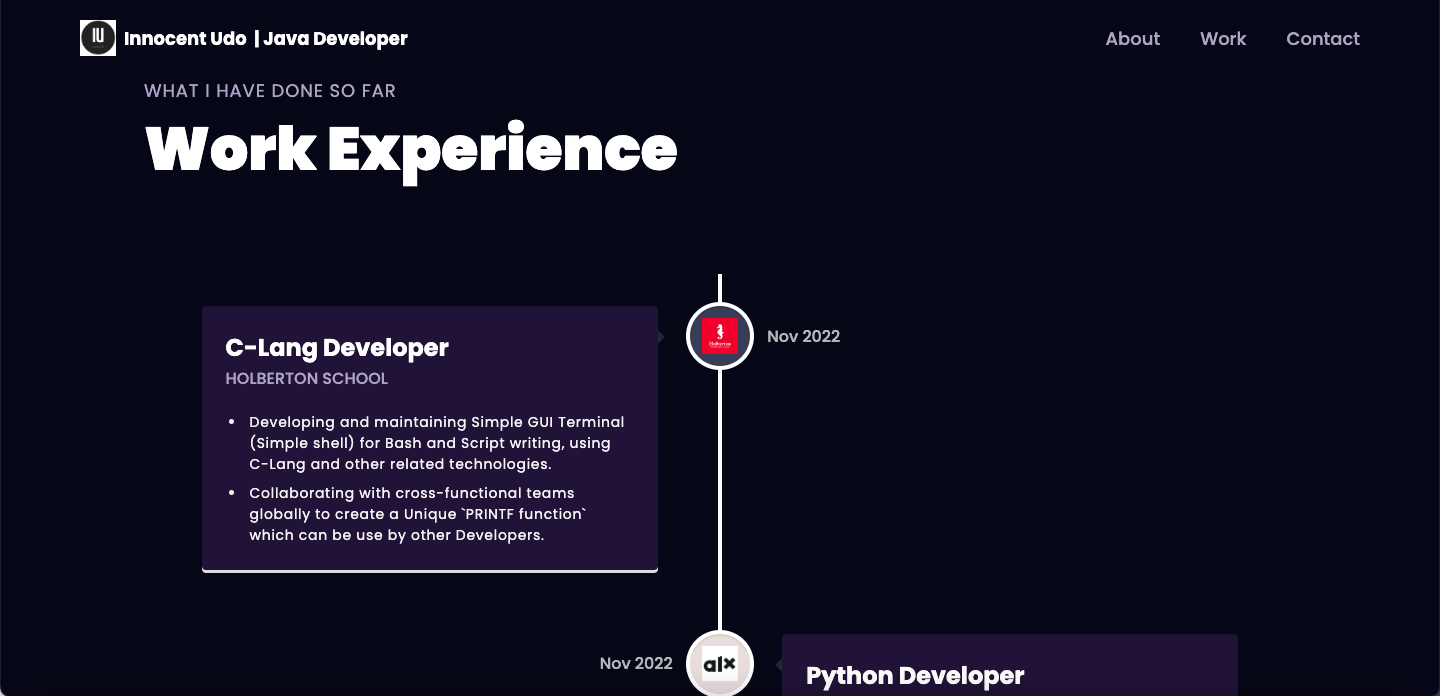 IU
Innocent Udo | Java Developer
About
Work
Contact
WHAT I HAVE DONE SO FAR
Work Experience
C-Lang Developer
HOLBERTON SCHOOL
• Developing and maintaining Simple GUI Terminal
(Simple shell) for Bash and Script writing, using
C-Lang and other related technologies.
• Collaborating with cross-functional teams
globally to create a Unique `PRINTF function`
which can be use by other Developers.
Holberton
Nov 2022
Nov 2022
alx
Python Developer